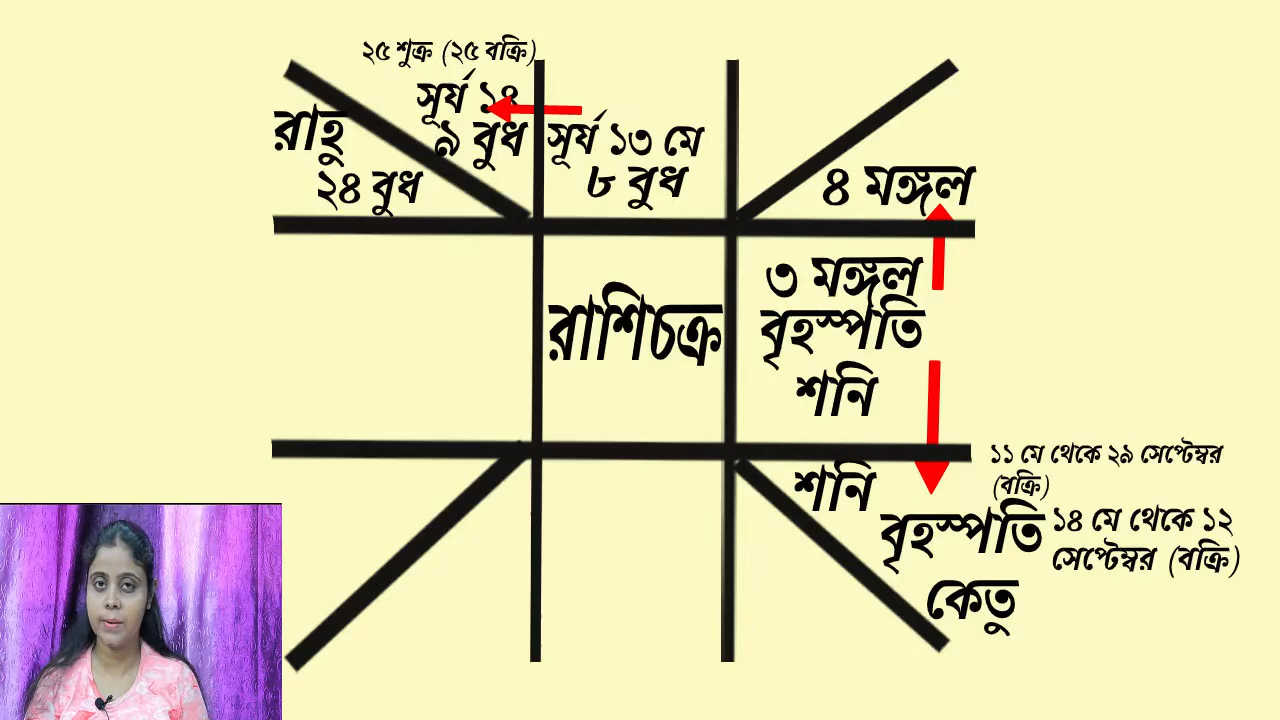 ২৫ শুক্র (২৫ বক্রি)
সূর্য ১৪
৯ বুধ
রাহু
২৪ বুধ
সূর্য ১৩ মে
৮ বুধ
৪ মঙ্গল
৩ মঙ্গল
বৃহস্পতি
শনি
রাশিচক্র
শনি
১১ মে থেকে ২৯ সেপ্টেম্বর
(বক্রি)
বৃহস্পতি
১৪ মে থেকে ১২
সেপ্টেম্বর (বক্রি)
কেতু